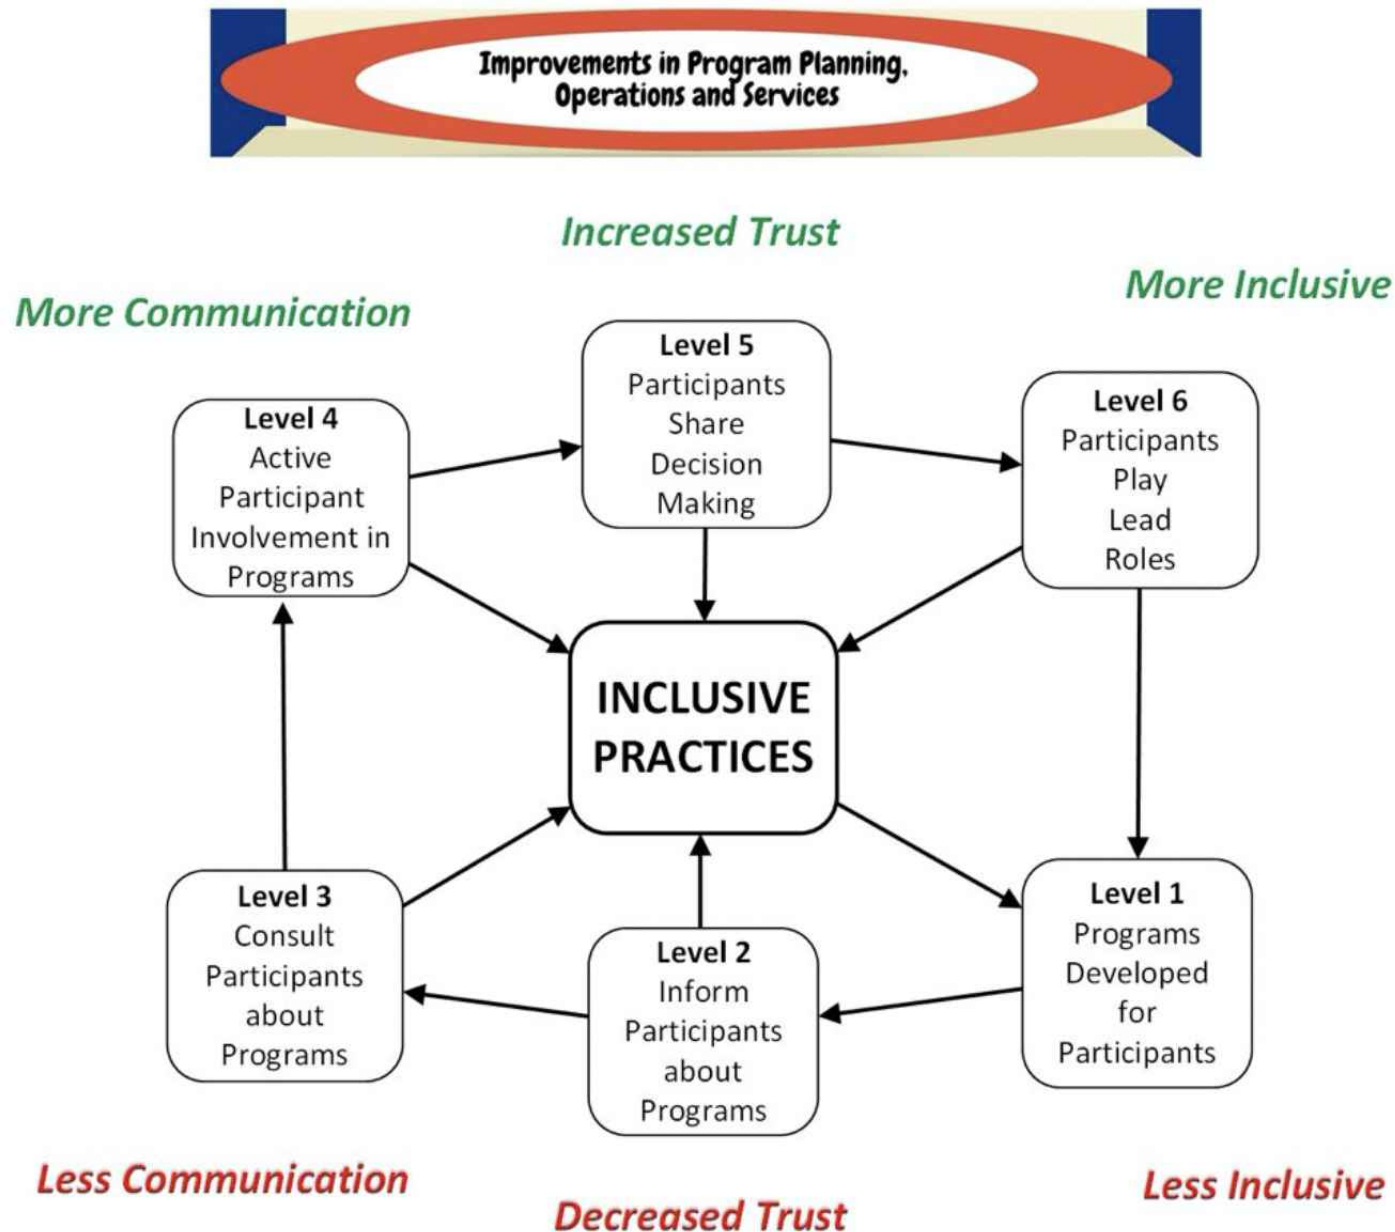 Improvements in Program Planning,
Operations and Services
Increased Trust
More Communication
More Inclusive
Level 5
Participants
Share
Decision
Making
Level 4
Active
Participant
Involvement in
Programs
Level 6
Participants
Play
Lead
Roles
INCLUSIVE
PRACTICES
Level 3
Consult
Participants
about
Programs
Level 2
Inform
Participants
about
Programs
Level 1
Programs
Developed
for
Participants
Less Communication
Decreased Trust
Less Inclusive